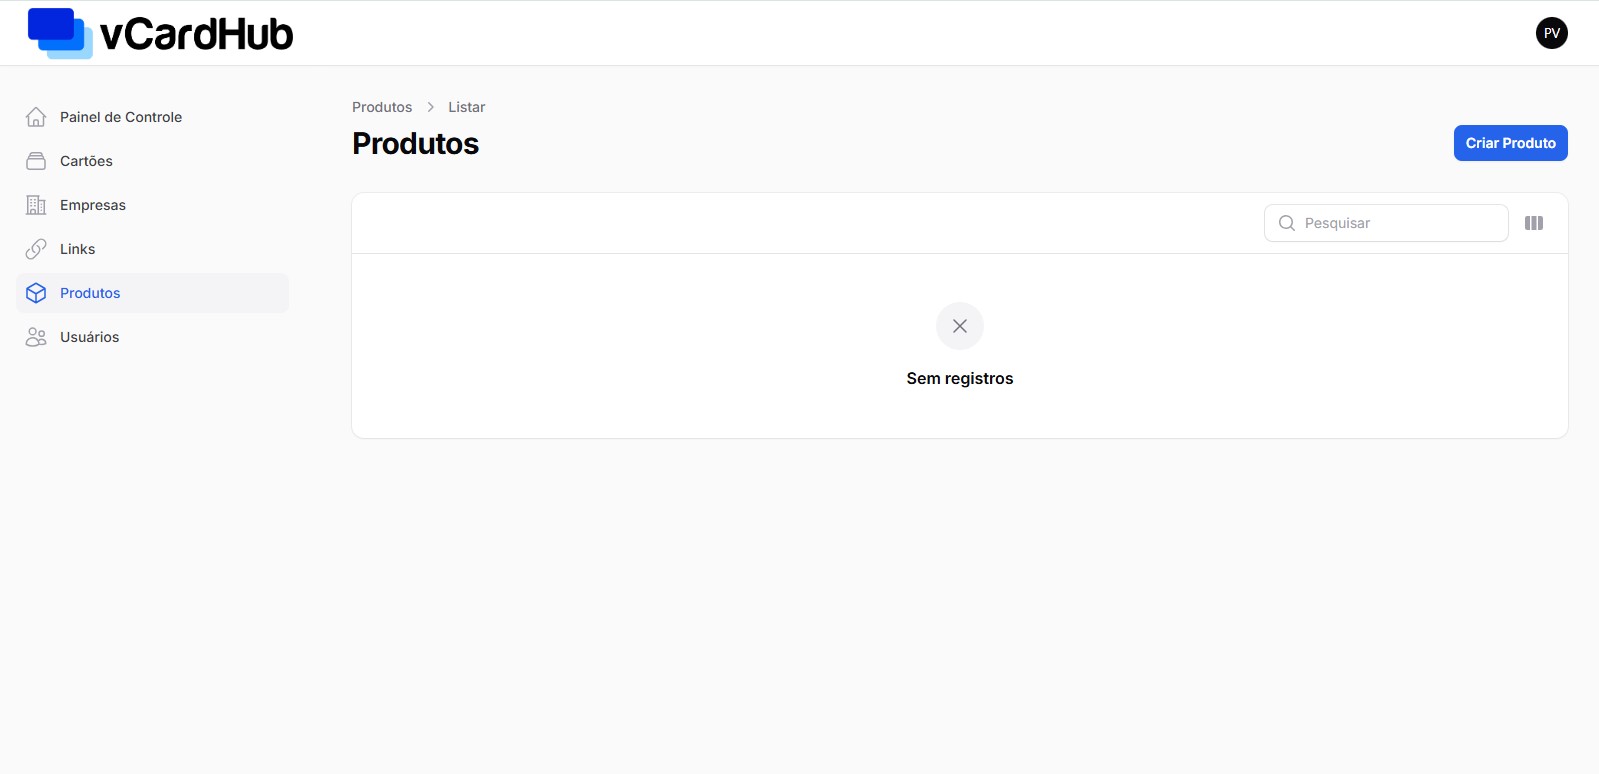 vCardHub
PV
Painel de Controle
Cartões
Empresas
Links
Produtos
Usuários
Produtos
Listar
Produtos
Criar Produto
Pesquisar
Sem registros